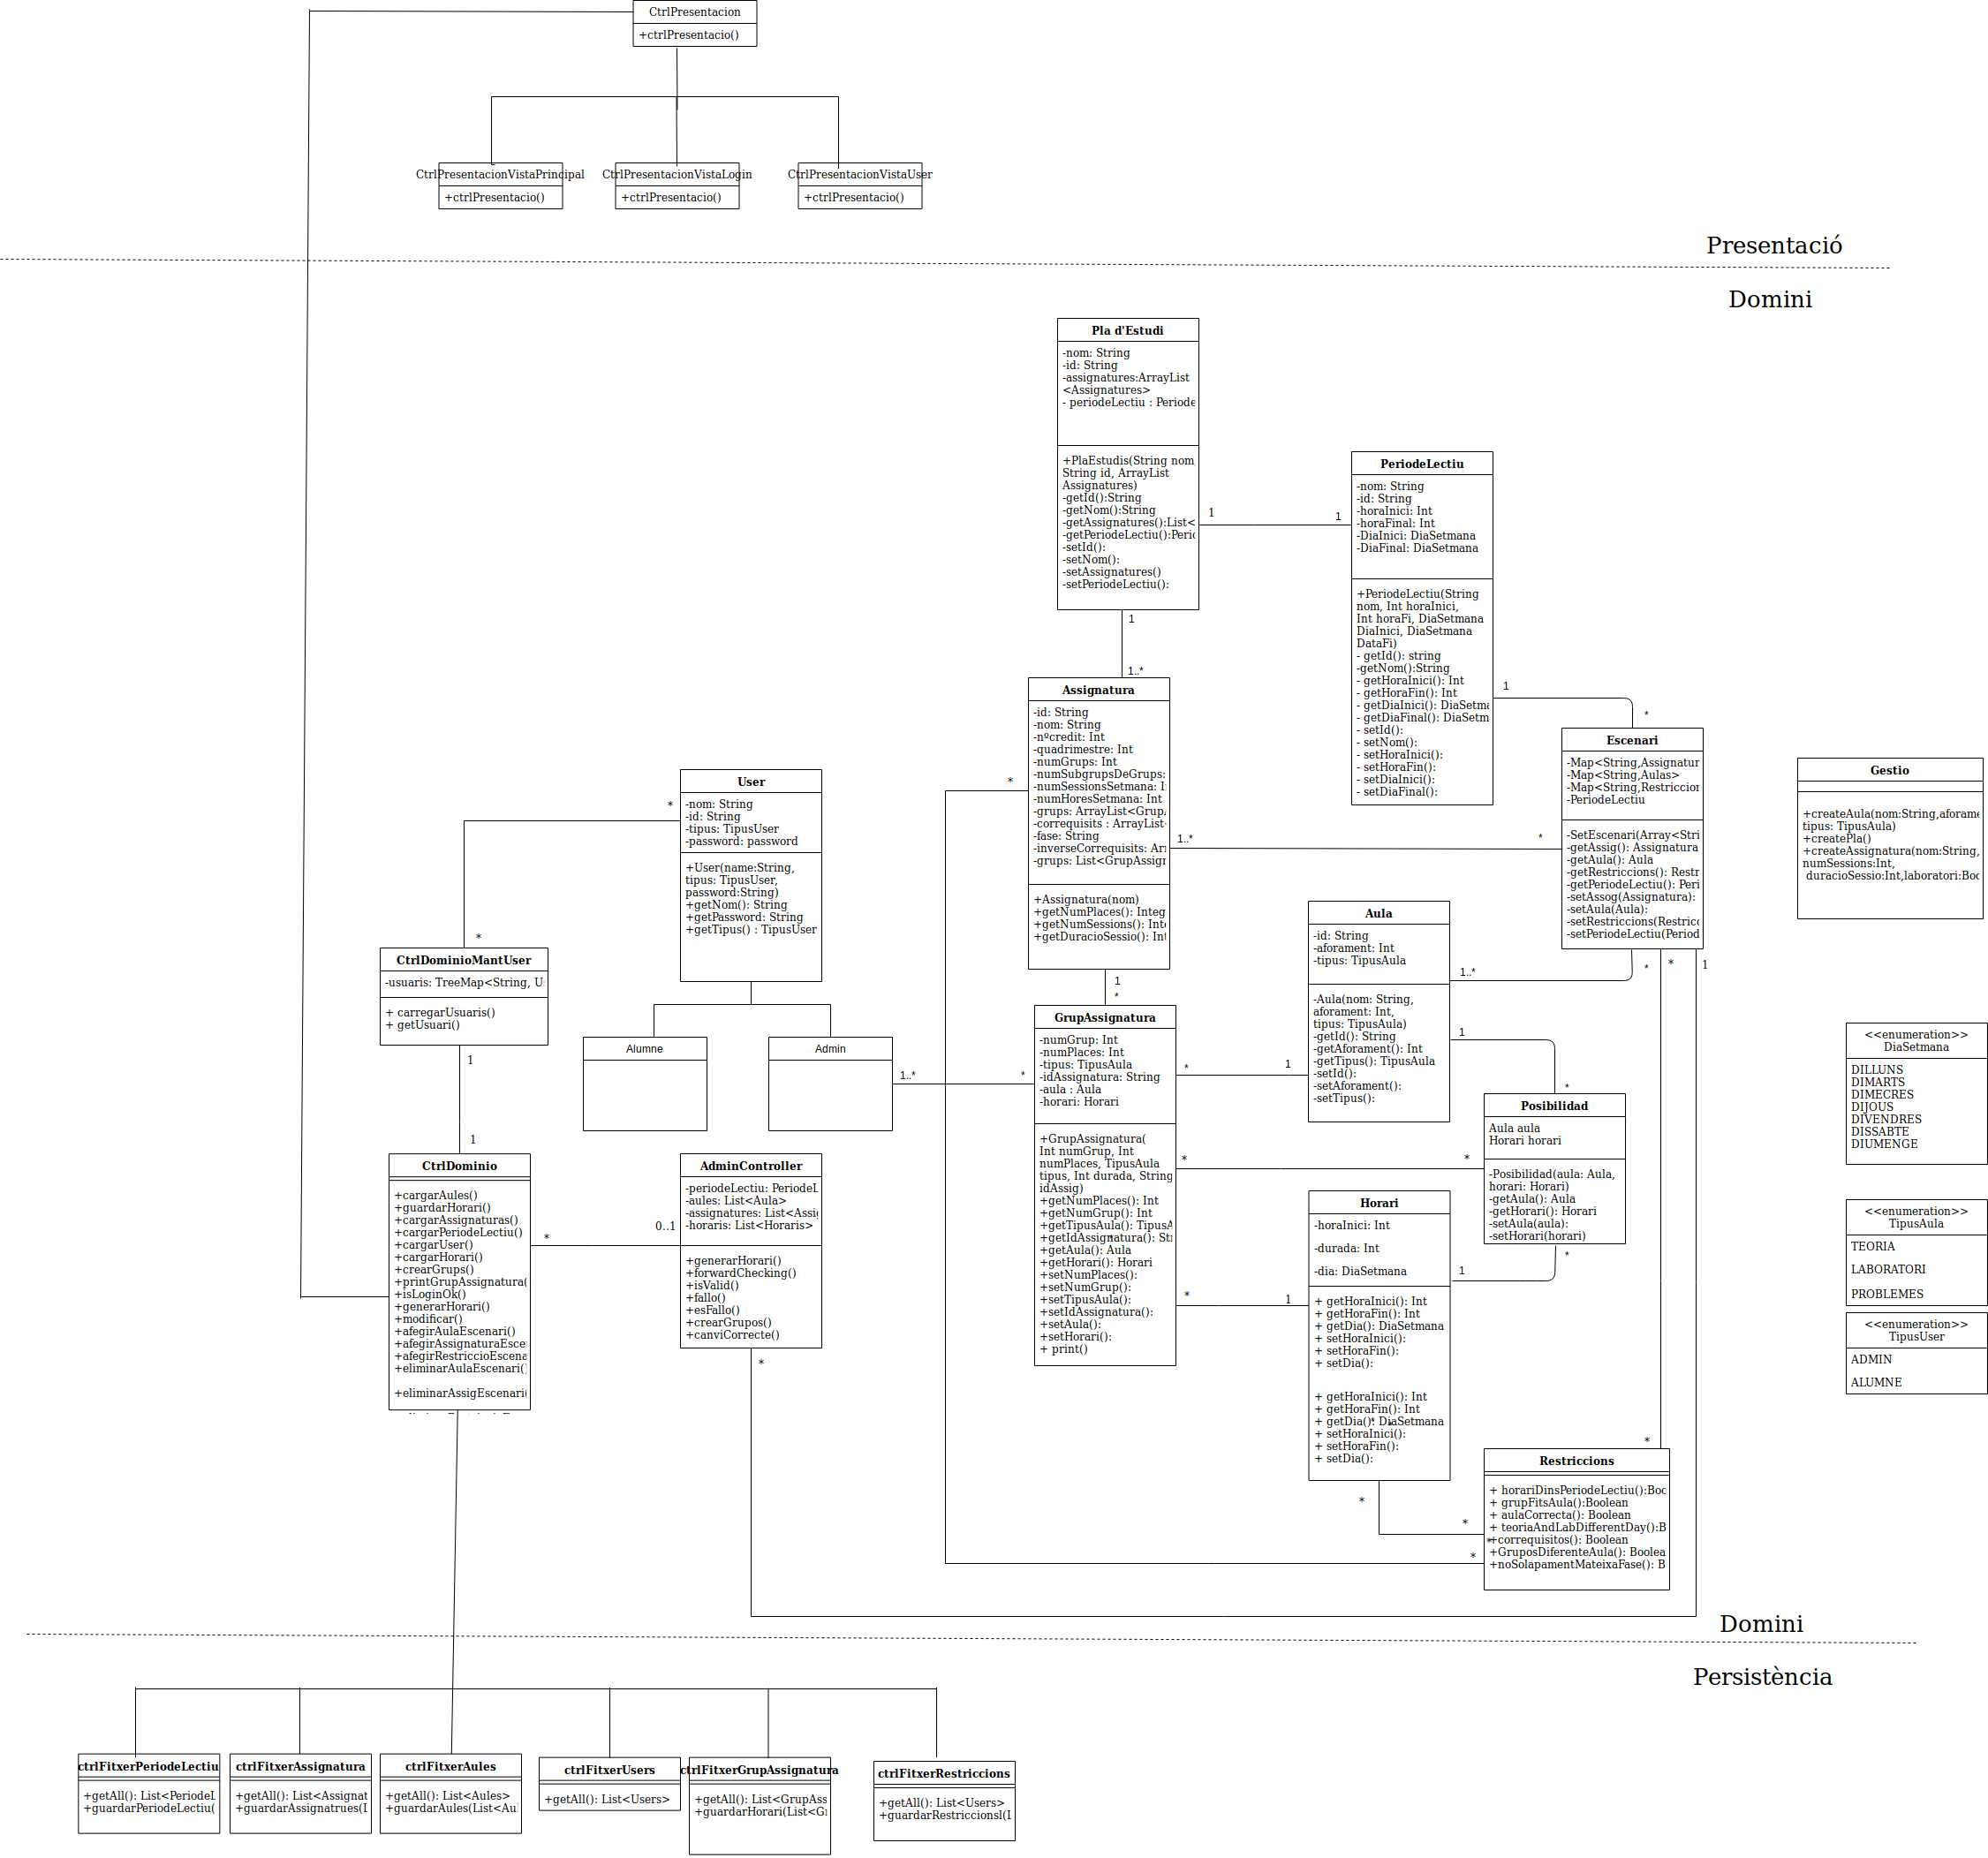 CtrlPresentacion
+ctrlPresentacio()
CtrlPresentacionVistaPrincipal
+ctrlPresentacio()
CtrlPresentacionVistaLogin
+ctrlPresentacio()
CtrlPresentacionVistaUser
+ctrlPresentacio()
Presentació
Domini
Pla d'Estudi
-nom: String
-id: String
-assignatures:ArrayList
<Assignatures>
- periodeLectiu : Periode
+PlaEstudis(String nom,
String id, ArrayList
Assignatures)
-getId():String
-getNom():String
-getAssignatures():List<
-getPeriodeLectiu():Peri
-setId():
-setNom():
-setAssignatures()
-setPeriodeLectiu():
1
1
1
1..*
PeriodeLectiu
-nom: String
-id: String
-horaInici: Int
-horaFinal: Int
-DiaInici: DiaSetmana
-DiaFinal: DiaSetmana
+PeriodeLectiu(String
nom, Int horaInici,
Int horaFi, DiaSetmana
DiaInici, DiaSetmana
DataFi)
- getId(): string
-getNom():String
- getHoraInici(): Int
- getHoraFin(): Int
- getDiaInici(): DiaSetma
- getDiaFinal(): DiaSetm
- setId():
- setNom():
- setHoraInici():
- setHoraFin():
- setDiaInici():
- setDiaFinal():
1
*
Assignatura
-id: String
-nom: String
-nºcredit: Int
-quadrimestre: Int
-numGrups: Int
-numSubgrupsDeGrups:
-numSessionsSetmana: I
-numHoresSetmana: Int
-grups: ArrayList<Grup
-correquisits : ArrayList
-fase: String
-inverseCorrequisits: Ar
-grups: List<GrupAssig
+Assignatura(nom)
+getNumPlaces(): Integ
+getNumSessions(): Int
+getDuracioSessio(): Int
*
1..*
*
1
*
Escenari
-Map<String,Assignatur
-Map<String,Aulas>
-Map<String,Restriccion
-PeriodeLectiu
-SetEscenari(Array<Stri
-getAssig(): Assignatura
-getAula(): Aula
-getRestriccions(): Restr
-getPeriodeLectiu(): Peri
-setAssog(Assignatura):
-setAula(Aula):
-setRestriccions(Restricc
-setPeriodeLectiu(Period
*
*
1
Gestio
+createAula(nom:String,aforame
tipus: TipusAula)
+createPla()
+createAssignatura(nom:String,
numSessions:Int,
duracioSessio:Int,laboratori:Boo
User
-nom: String
-id: String
-tipus: TipusUser
-password: password
+User(name:String,
tipus: TipusUser,
password:String)
+getNom(): String
+getPassword: String
+getTipus() : TipusUser
*
*
CtrlDominioMantUser
-usuaris: TreeMap<String, U
+ carregarUsuaris()
+ getUsuari()
1
1
Alumne
Admin
1..*
*
Aula
-id: String
-aforament: Int
-tipus: TipusAula
-Aula(nom: String,
aforament: Int,
tipus: TipusAula)
-getId(): String
-getAforament(): Int
-getTipus(): TipusAula
-setId():
-setAforament():
-setTipus():
1..*
1
*
GrupAssignatura
-numGrup: Int
-numPlaces: Int
-tipus: TipusAula
-idAssignatura: String
-aula : Aula
-horari: Horari
+GrupAssignatura(
Int numGrup, Int
numPlaces, TipusAula
tipus, Int durada, String
idAssig)
+getNumPlaces(): Int
+getNumGrup(): Int
+getTipusAula(): TipusA
+getIdAssignatura(): Str
+getAula(): Aula
+getHorari(): Horari
+setNumPlaces():
+setNumGrup():
+setTipusAula():
+setIdAssignatura():
+setAula():
+setHorari():
+ print()
*
1
*
*
*
1
Posibilidad
Aula aula
Horari horari
-Posibilidad(aula: Aula,
horari: Horari)
-getAula(): Aula
-getHorari(): Horari
-setAula(aula):
-setHorari(horari)
*
1
Horari
-horaInici: Int
-durada: Int
-dia: DiaSetmana
+ getHoraInici(): Int
+ getHoraFin(): Int
+ getDia(): DiaSetmana
+ setHoraInici():
+ setHoraFin():
+ setDia():
+ getHoraInici(): Int
+ getHoraFin(): Int
+ getDia(): DiaSetmana
+ setHoraInici():
+ setHoraFin():
+ setDia():
*
*
*
*
*
<<enumeration>>
DiaSetmana
DILLUNS
DIMARTS
DIMECRES
DIJOUS
DIVENDRES
DISSABTE
DIUMENGE
<<enumeration>>
TipusAula
TEORIA
LABORATORI
PROBLEMES
<<enumeration>>
TipusUser
ADMIN
ALUMNE
CtrlDominio
+cargarAules()
+guardarHorari()
+cargarAssignaturas()
+cargarPeriodeLectiu()
+cargarUser()
+cargarHorari()
+crearGrups()
+printGrupAssignatura(
+isLoginOk()
+generarHorari()
+modificar()
+afegirAulaEscenari()
+afegirAssignaturaEsce
+afegirRestriccioEscena
+eliminarAulaEscenari()
+eliminarAssigEscenari(
*
0..1
AdminController
-periodeLectiu: PeriodeL
-aules: List<Aula>
-assignatures: List<Assi
-horaris: List<Horaris>
+generarHorari()
+forwardChecking()
+isValid()
+fallo()
+esFallo()
+crearGrupos()
+canviCorrecte()
*
Restriccions
+ horariDinsPeriodeLectiu():Boo
+ grupFitsAula():Boolean
+ aulaCorrecta(): Boolean
+ teoriaAndLabDifferentDay():B
+correquisitos(): Boolean
+GruposDiferenteAula(): Boolea
+noSolapamentMateixaFase(): B
Domini
Persistència
ctrlFitxerPeriodeLectiu
+getAll(): List<PeriodeL
+guardarPeriodeLectiu(
ctrlFitxerAssignatura
+getAll(): List<Assignat
+guardarAssignatrues(L
ctrlFitxerAules
+getAll(): List<Aules>
+guardarAules(List<Au
ctrlFitxerUsers
+getAll(): List<Users>
ctrlFitxerGrupAssignatura
+getAll(): List<GrupAss
+guardarHorari(List<Gr
ctrlFitxerRestriccions
+getAll(): List<Users>
+guardarRestriccionsl(L